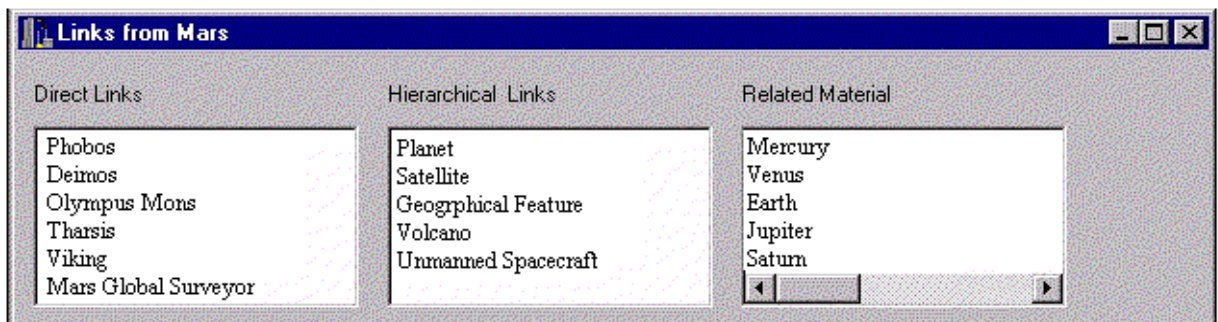 Links from Mars
Direct Links
Hierarchical Links
Related Material
Phobos
Deimos
Olympus Mons
Tharsis
Viking
Mars Global Surveyor
Planet
Satellite
Geogrphical Feature
Volcano
Unmanned Spacecraft
Mercury
Venus
Earth
Jupiter
Saturn